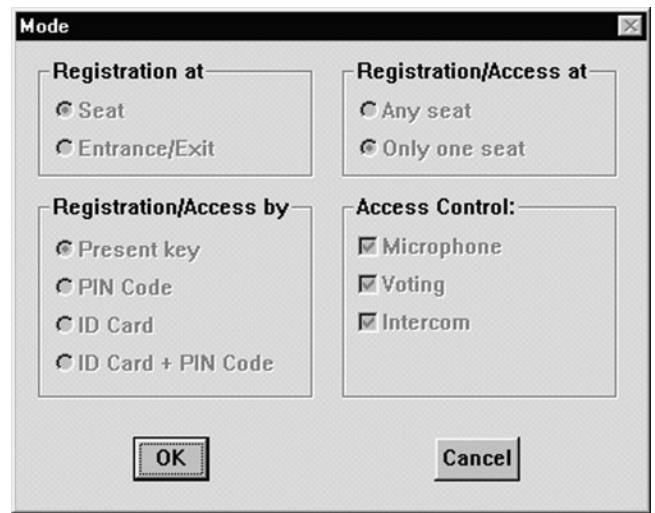 Mode
Registration at
Seat
Entrance/Exit
Registration/Access at
Any seat
Only one seat
Registration/Access by
Present key
PIN Code
ID Card
ID Card + PIN Code
Access Control:
Microphone
Voting
Intercom
OK
Cancel